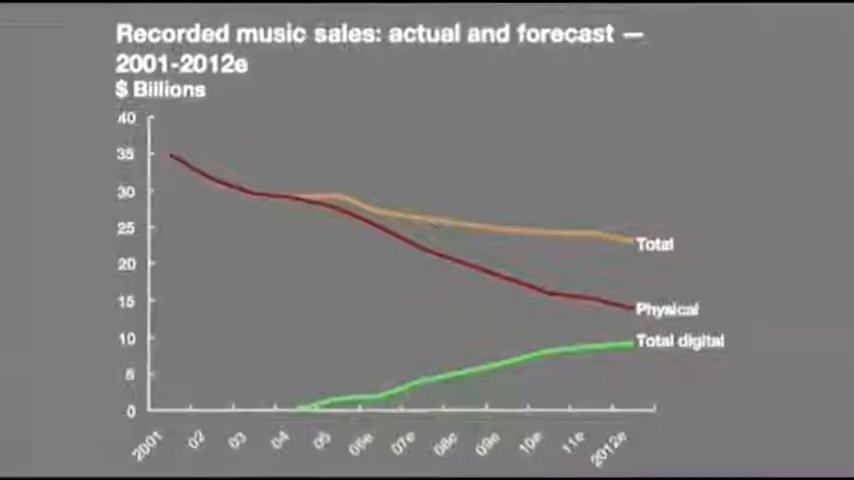 Recorded music sales: actual and forecast —
2001-2012e
$ Billions
40
35
30
25
20
15
10
5
0
Total
Physical
Total digital
2001 02 03 04 05 06e 07e 08e 09e 10e 11e 2012e